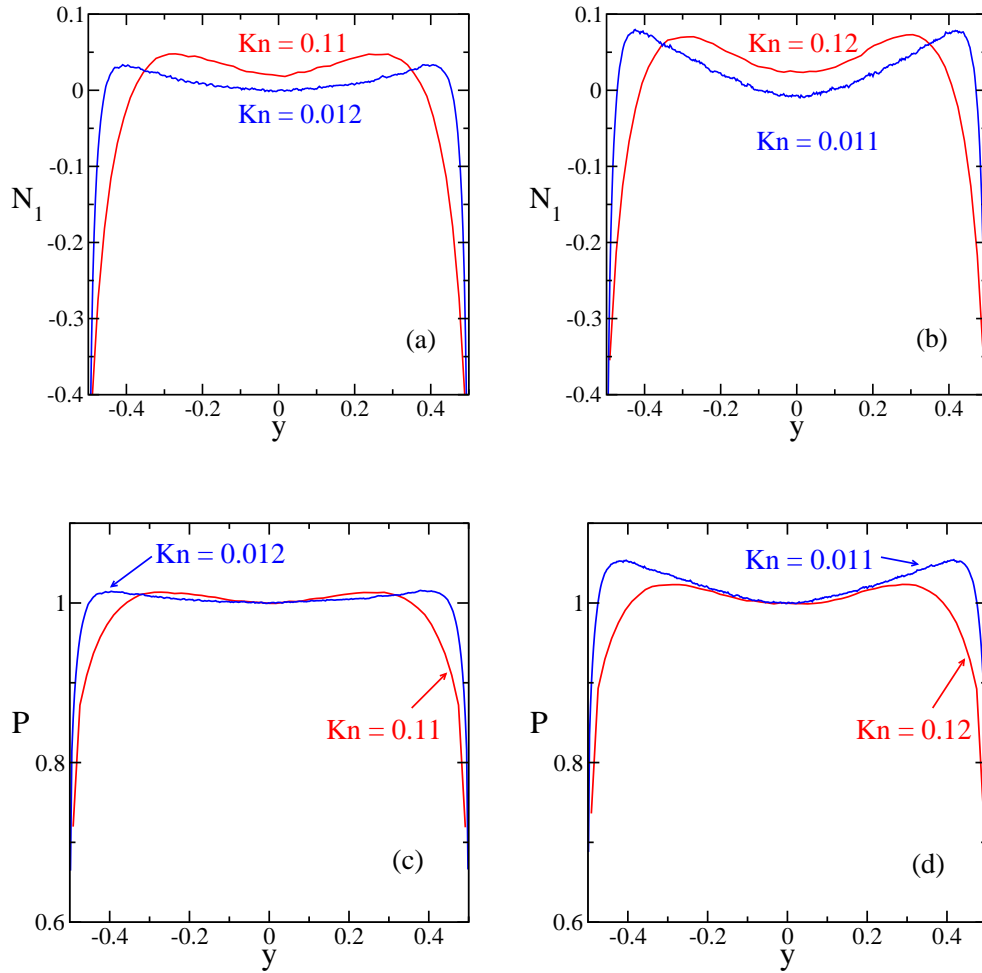 0.1
0
-0.1
-0.2
-0.3
-0.4
N1
Kn = 0.11
Kn = 0.012
(a)
-0.4 -0.2 0 0.2 0.4
y
0.1
0
-0.1
-0.2
-0.3
-0.4
N1
Kn = 0.12
Kn = 0.011
(b)
-0.4 -0.2 0 0.2 0.4
y
1
0.8
0.6
P
Kn = 0.012
Kn = 0.11
(c)
-0.4 -0.2 0 0.2 0.4
y
1
0.8
0.6
P
Kn = 0.011
Kn = 0.12
(d)
-0.4 -0.2 0 0.2 0.4
y